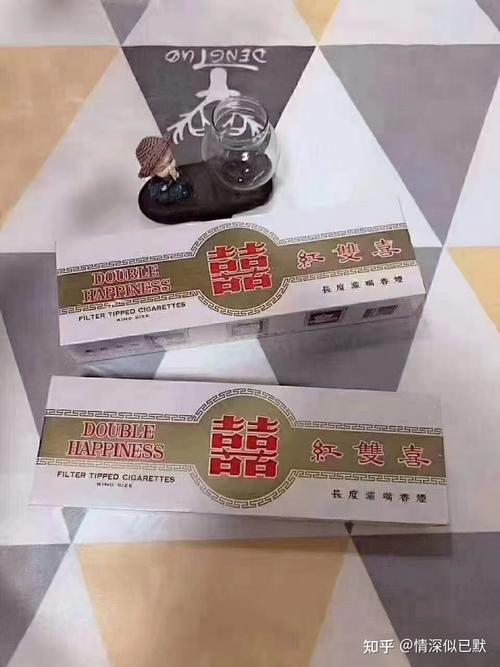 DENGTUO
DOUBLE
HAPPINESS
囍
紅雙喜
FILTER TIPPED CIGARETTES
KING SIZE
長度濾嘴香煙
DOUBLE
HAPPINESS
囍
紅雙喜
FILTER TIPPED CIGARETTES
KING SIZE
長度濾嘴香煙
知乎 @情深似已默